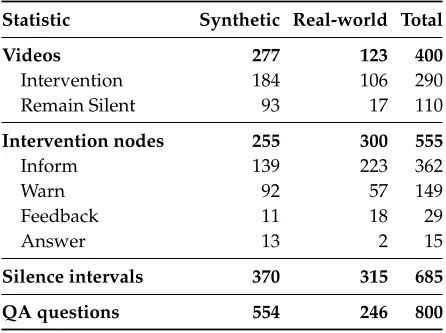 Statistic Synthetic Real-world Total
Videos 277 123 400
Intervention 184 106 290
Remain Silent 93 17 110
Intervention nodes 255 300 555
Inform 139 223 362
Warn 92 57 149
Feedback 11 18 29
Answer 13 2 15
Silence intervals 370 315 685
QA questions 554 246 800